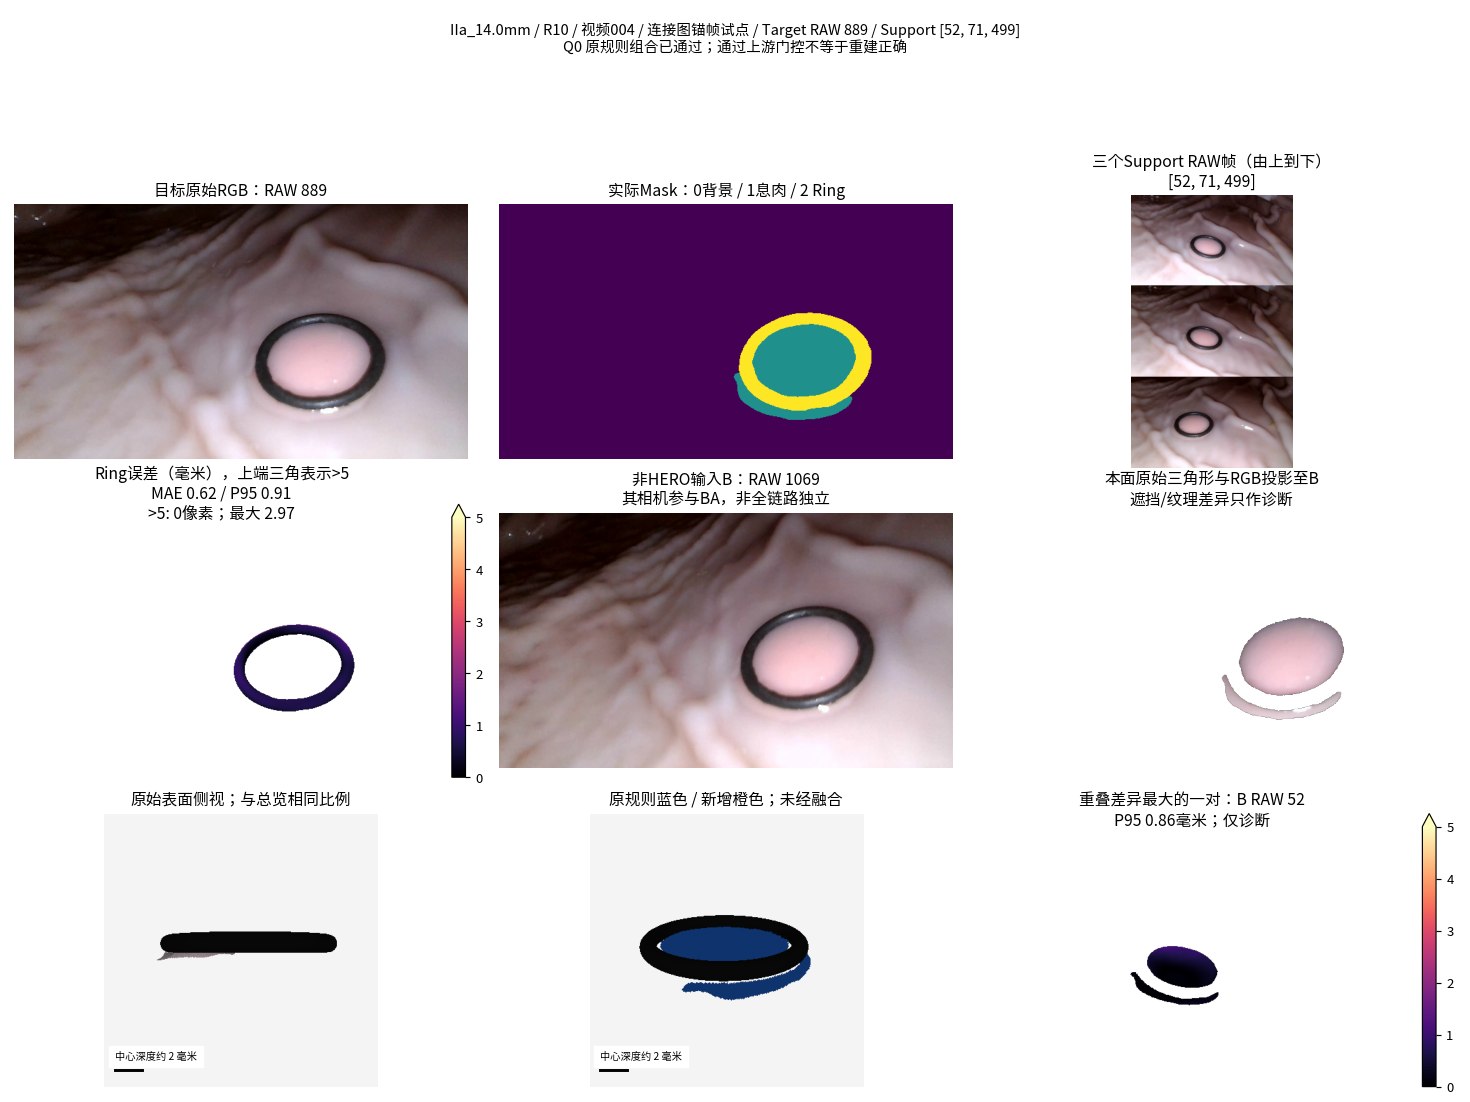 IIa_14.0mm / R10 / 视频004 / 连接图锚帧试点 / Target RAW 889 / Support [52, 71, 499]
Q0 原规则组合已通过；通过上游门控不等于重建正确
目标原始RGB：RAW 889
实际Mask：0背景 / 1息肉 / 2 Ring
三个Support RAW帧（由上到下）
[52, 71, 499]
Ring误差（毫米），上端三角表示>5
MAE 0.62 / P95 0.91
>5: 0像素；最大 2.97
5
4
3
2
1
0
非HERO输入B：RAW 1069
其相机参与BA，非全链路独立
本面原始三角形与RGB投影至B
遮挡/纹理差异只作诊断
原始表面侧视；与总览相同比例
中心深度约 2 毫米
原规则蓝色 / 新增橙色；未经融合
中心深度约 2 毫米
重叠差异最大的一对：B RAW 52
P95 0.86毫米；仅诊断
5
4
3
2
1
0